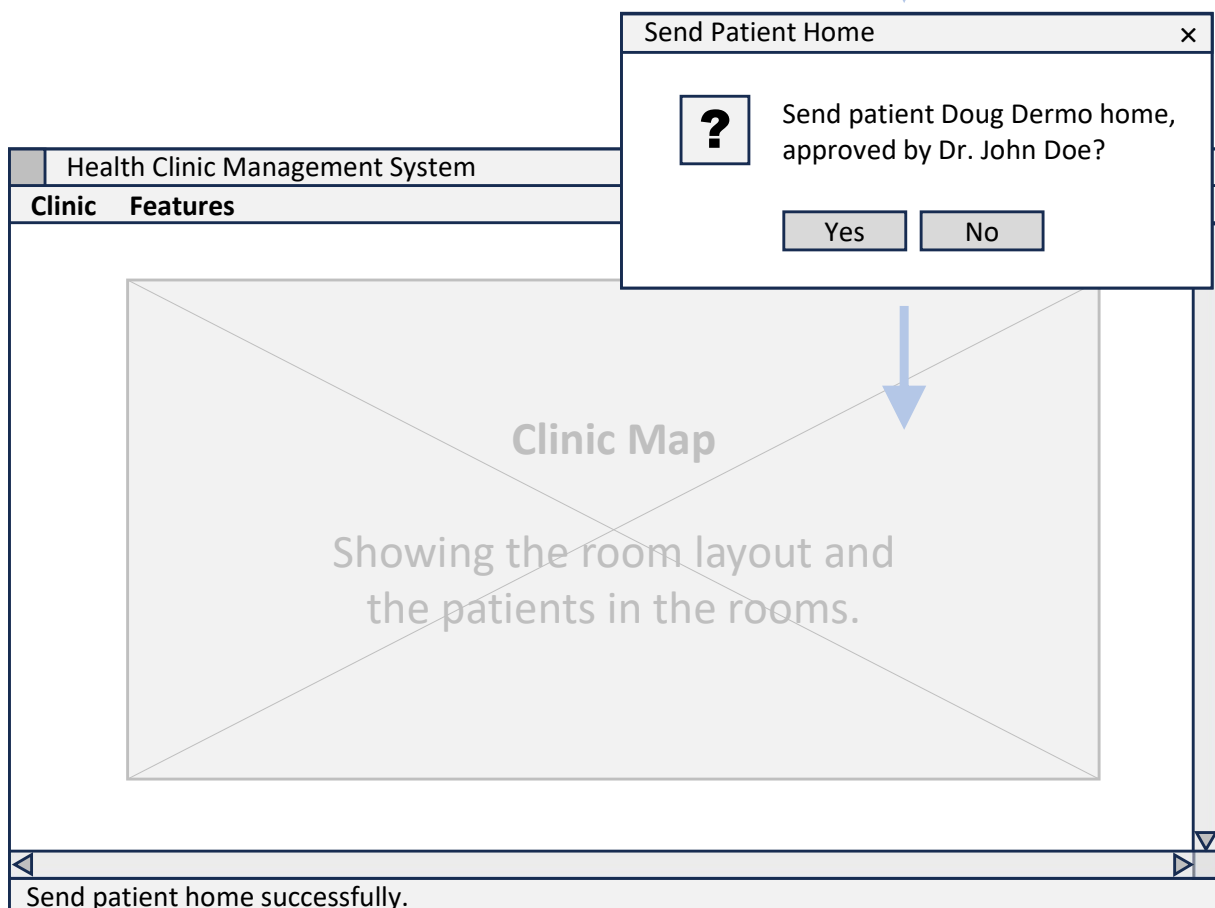 Send Patient Home ×
?
Send patient Doug Dermo home,
approved by Dr. John Doe?
Yes No
Health Clinic Management System
Clinic Features
Clinic Map
Showing the room layout and
the patients in the rooms.
Send patient home successfully.